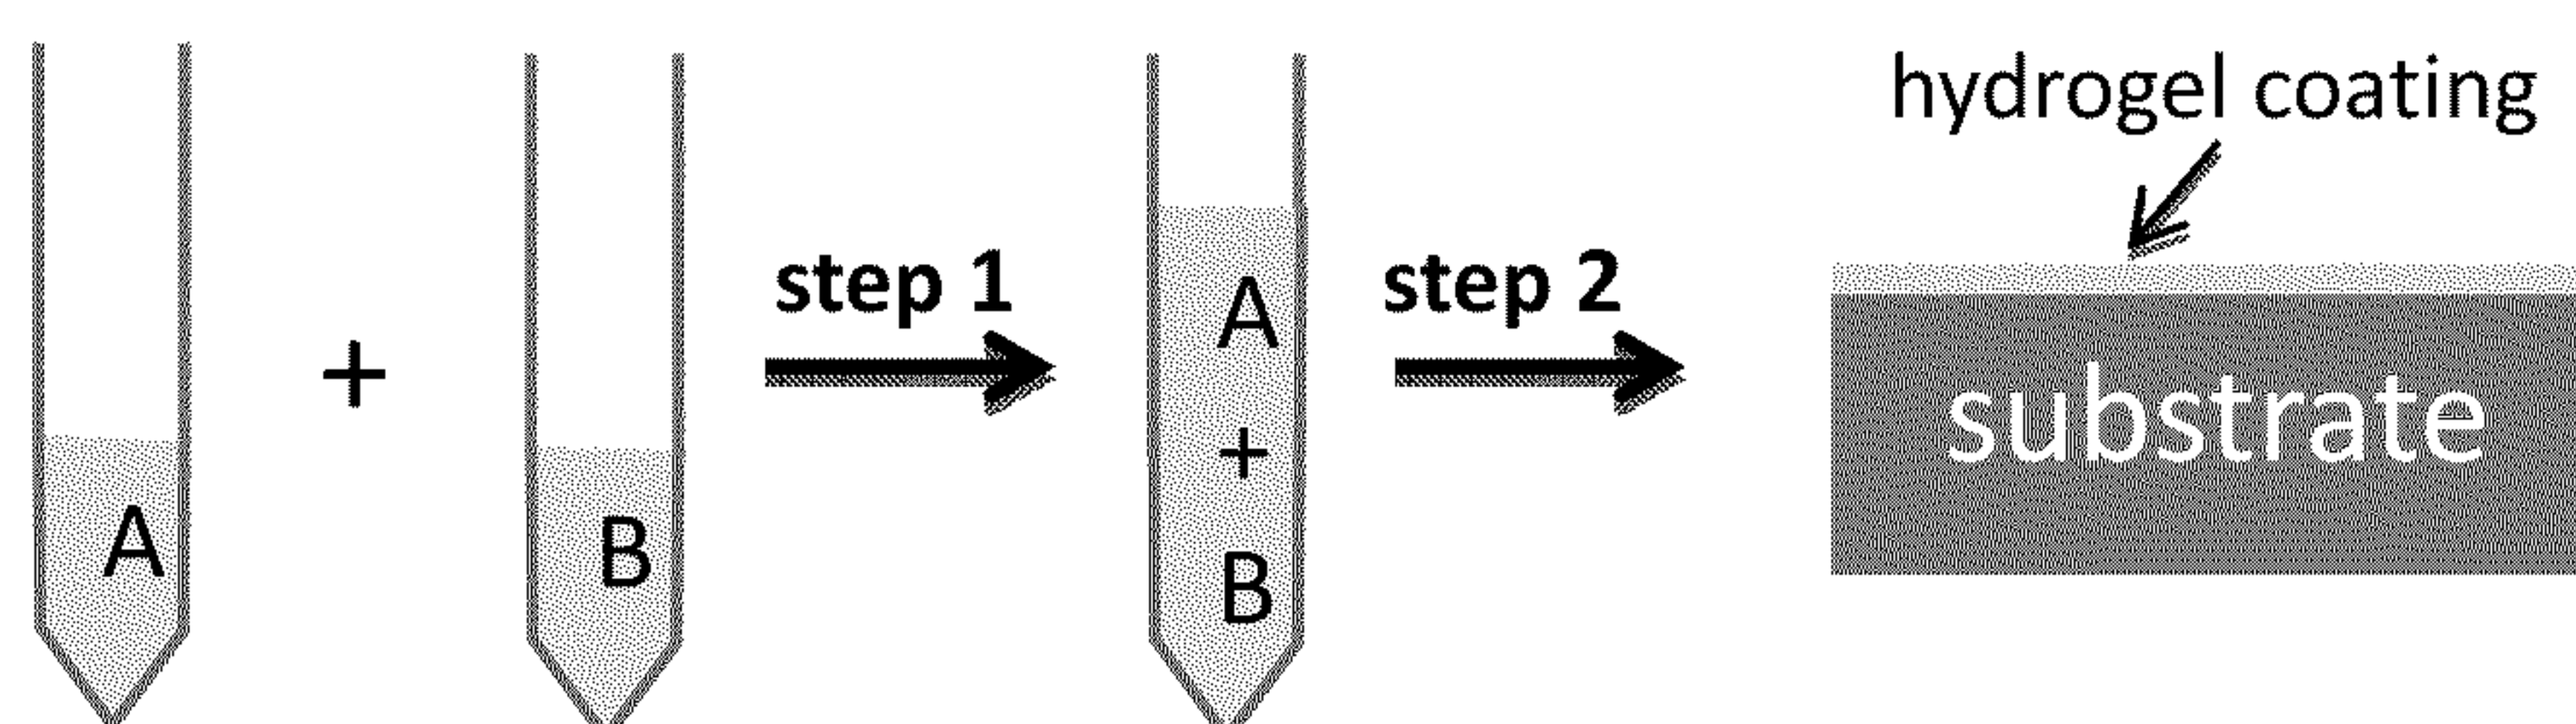 A
+
B
step 1
A
+
B
step 2
hydrogel coating
substrate